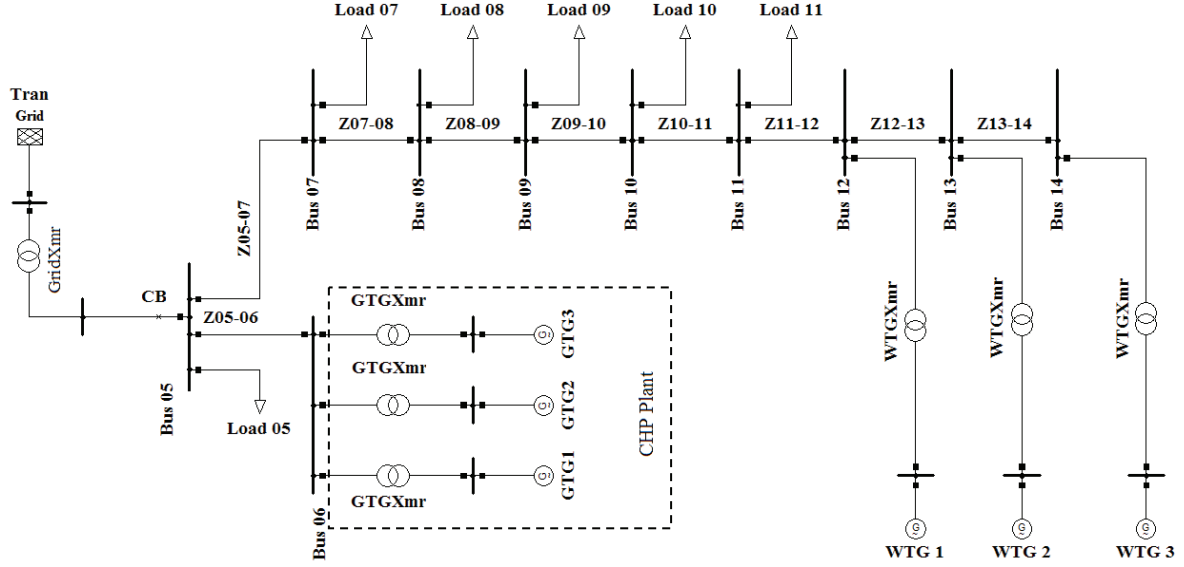 Load 07
Load 08
Load 09
Load 10
Load 11
Tran
Grid
Z07-08
Z08-09
Z09-10
Z10-11
Z11-12
Z12-13
Z13-14
Bus 07
Bus 08
Bus 09
Bus 10
Bus 11
Bus 12
Bus 13
Bus 14
Z05-07
GridXmr
CB
Z05-06
Bus 05
Load 05
GTGXmr
G~
GTG3
GTGXmr
G~
GTG2
CHP Plant
G~
GTG1
GTGXmr
Bus 06
WTGXmr
WTGXmr
WTGXmr
G~
G~
G~
WTG 1
WTG 2
WTG 3